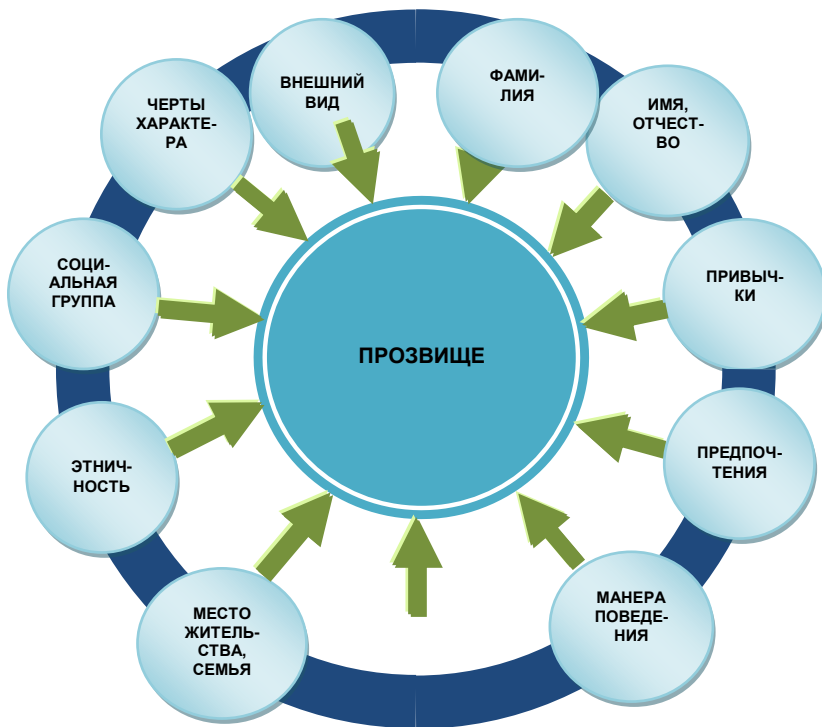 ВНЕШНИЙ
ВИД
ФАМИ-
ЛИЯ
ИМЯ,
ОТЧЕСТ-
ВО
ЧЕРТЫ
ХАРАКТЕ-
РА
СОЦИ-
АЛЬНАЯ
ГРУППА
ПРИВЫЧ-
КИ
ПРОЗВИЩЕ
ЭТНИЧ-
НОСТЬ
ПРЕДПОЧ-
ТЕНИЯ
МЕСТО
ЖИТЕЛЬ-
СТВА,
СЕМЬЯ
МАНЕРА
ПОВЕДЕ-
НИЯ